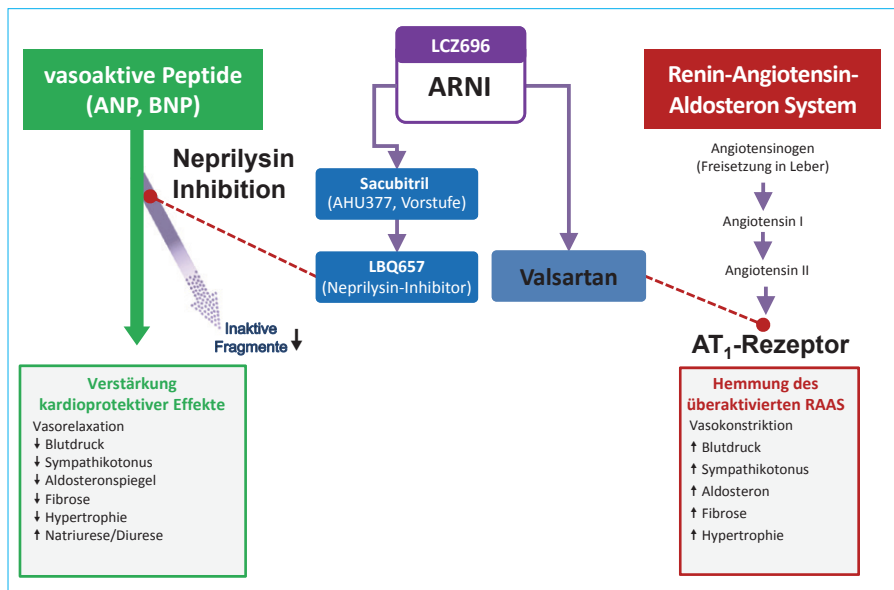 vasoaktive Peptide
(ANP, BNP)
LCZ696
ARNI
Renin-Angiotensin-
Aldosteron System
Neprilysin
Inhibition
Sacubitril
(AHU377, Vorstufe)
LBQ657
(Neprilysin-Inhibitor)
Valsartan
Angiotensinogen
(Freisetzung in Leber)
Angiotensin I
Angiotensin II
Inaktive
Fragmente ↓
AT₁-Rezeptor
Verstärkung
kardioprotektiver Effekte
Vasorelaxation
↓ Blutdruck
↓ Sympathikotonus
↓ Aldosteronspiegel
↓ Fibrose
↓ Hypertrophie
↑ Natriurese/Diurese
Hemmung des
überaktivierten RAAS
Vasokonstriktion
↑ Blutdruck
↑ Sympathikotonus
↑ Aldosteron
↑ Fibrose
↑ Hypertrophie